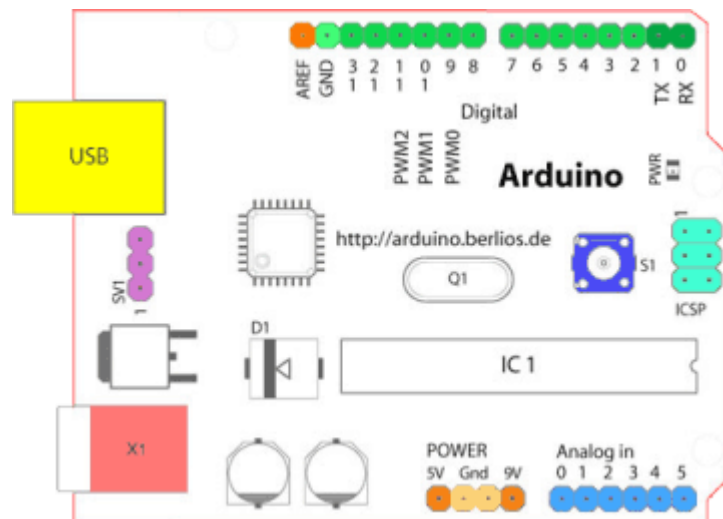 AREF GND 13 12 11 10 9 8 7 6 5 4 3 2 1 0
TX RX
Digital
PWM2 PWM1 PWM0
USB
Arduino
PWR
http://arduino.berlios.de
SV1
1
Q1
S1
1
ICSP
D1
IC 1
X1
POWER
5V Gnd 9V
Analog in
0 1 2 3 4 5